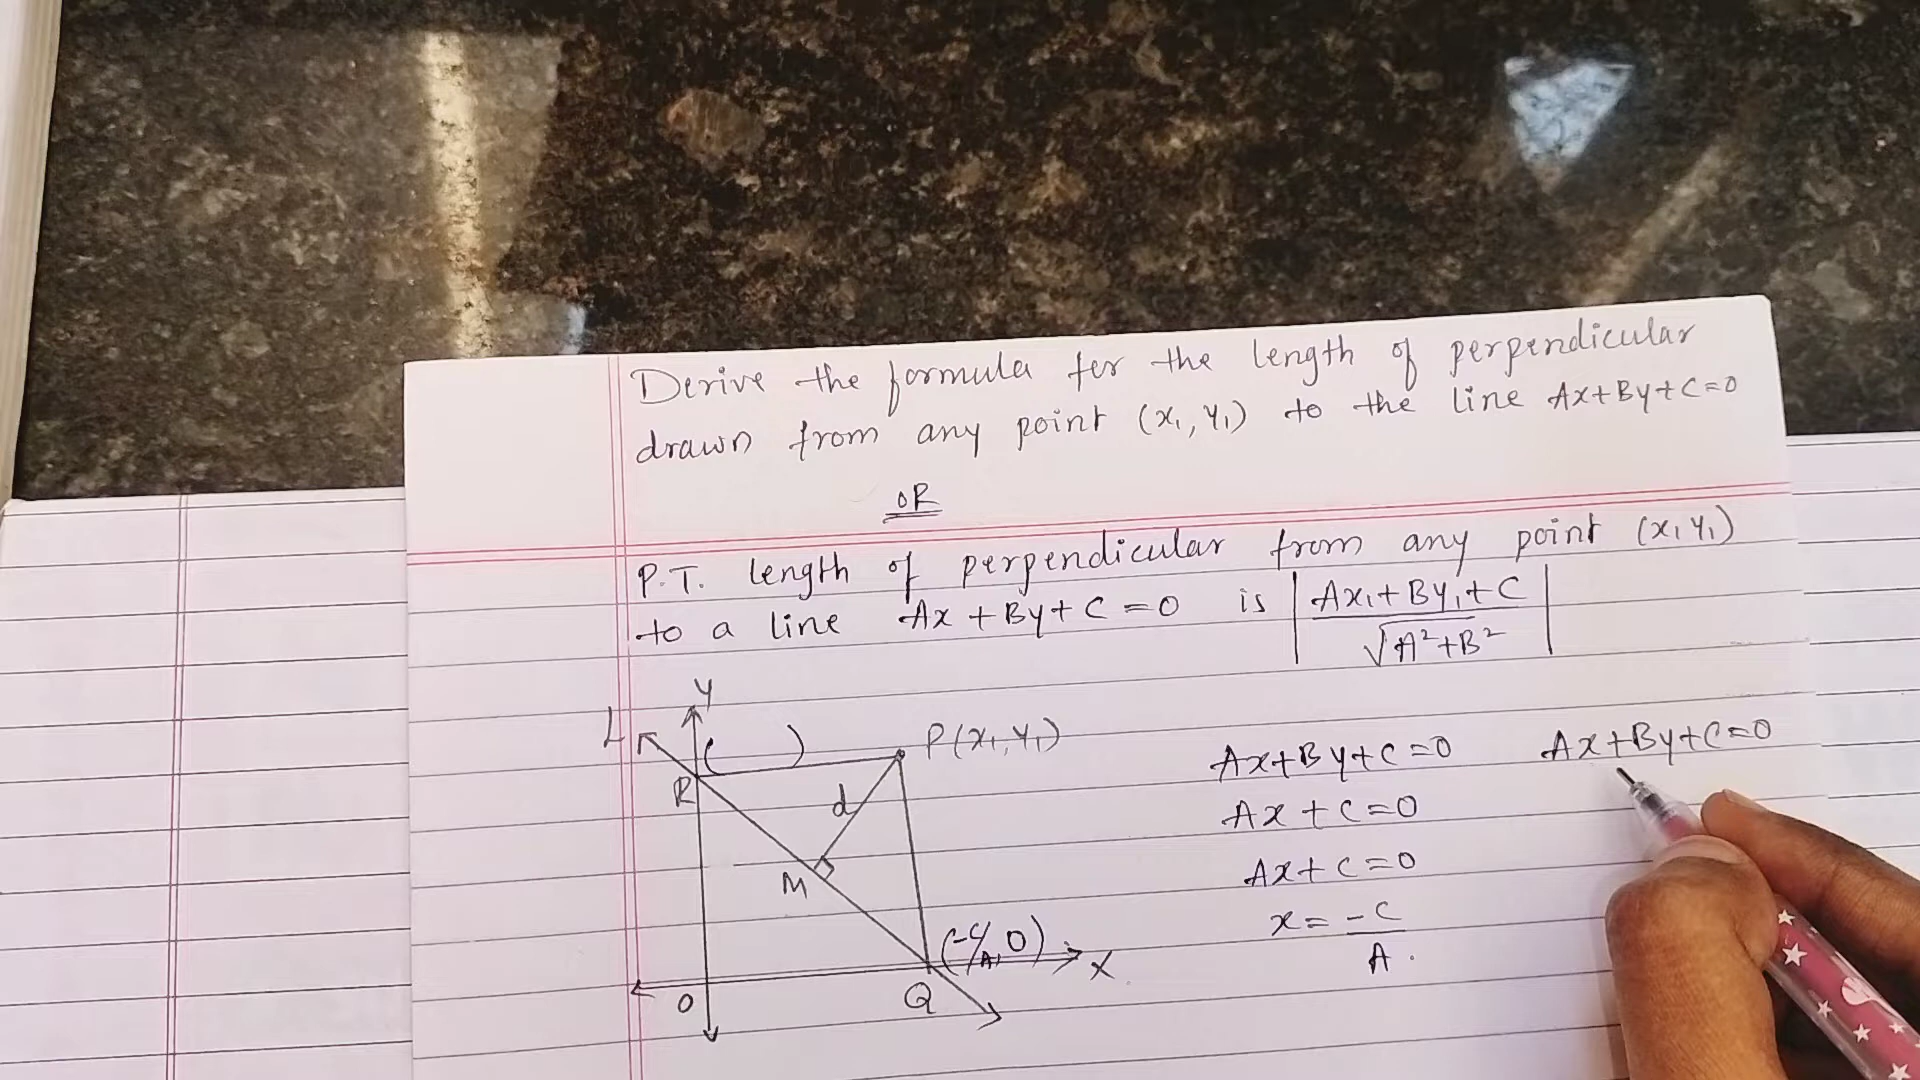 Derive the formula for the length of perpendicular
drawn from any point (x₁, y₁) to the line Ax+By+C=0
OR
P.T. length of perpendicular from any point (x₁ y₁)
to a line Ax + By + C = 0 is | Ax₁ + By₁ + C / √A² + B² |
Y
L
( )
P(x₁, y₁)
R
d
M
(-C/A, 0)
X
O
Q
Ax+By+C=0
Ax + C=0
Ax + C=0
x = -C/A.
Ax+By+C=0